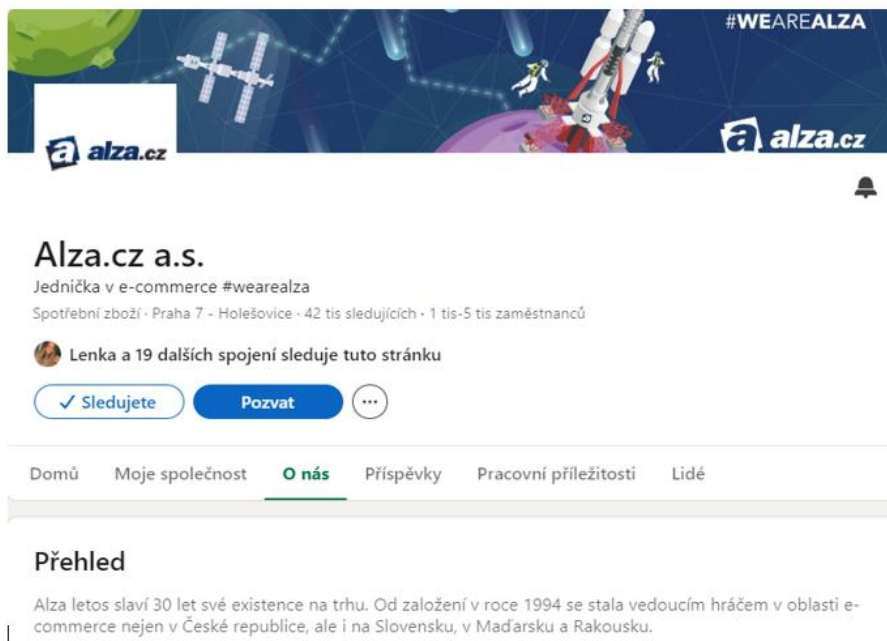 #WEAREALZA
alza.cz
alza.cz
Alza.cz a.s.
Jednička v e-commerce #wearealza
Spotřební zboží · Praha 7 - Holešovice · 42 tis sledujících · 1 tis-5 tis zaměstnanců
Lenka a 19 dalších spojení sleduje tuto stránku
Sledujete Pozvat
Domů Moje společnost O nás Příspěvky Pracovní příležitosti Lidé
Přehled
Alza letos slaví 30 let své existence na trhu. Od založení v roce 1994 se stala vedoucím hráčem v oblasti e-
commerce nejen v České republice, ale i na Slovensku, v Maďarsku a Rakousku.